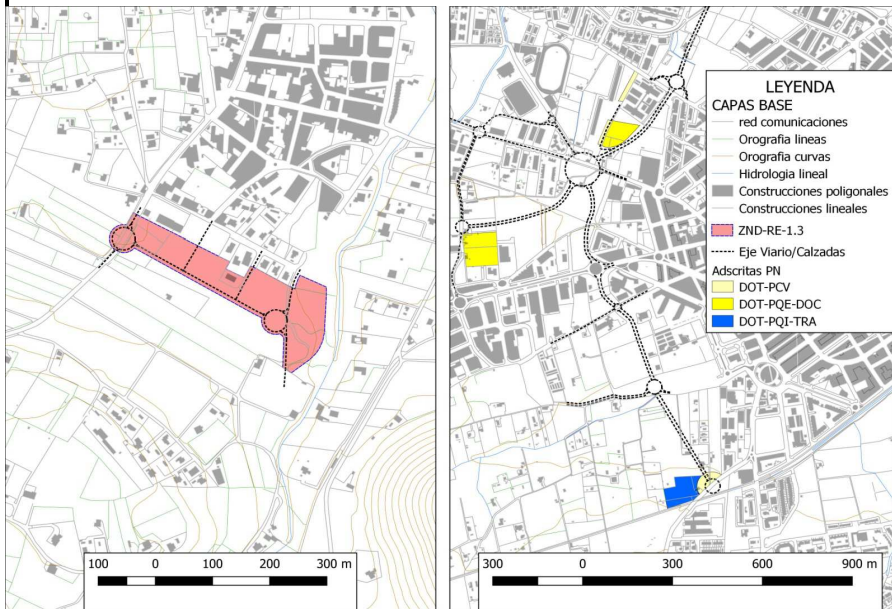 LEYENDA
CAPAS BASE
red comunicaciones
Orografia lineas
Orografia curvas
Hidrologia lineal
Construcciones poligonales
Construcciones lineales
ZND-RE-1.3
Eje Viario/Calzadas
Adscritas PN
DOT-PCV
DOT-PQE-DOC
DOT-PQI-TRA
100 0 100 200 300 m
300 0 300 600 900 m